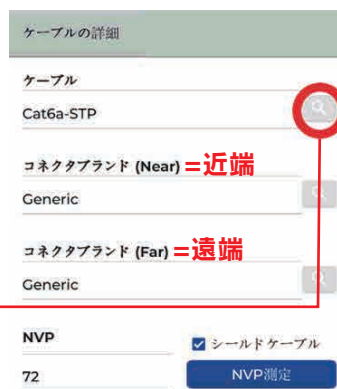 ケーブルの詳細
ケーブル
Cat6a-STP
コネクタブランド (Near) =近端
Generic
コネクタブランド (Far) =遠端
Generic
NVP
シールドケーブル
72
NVP測定